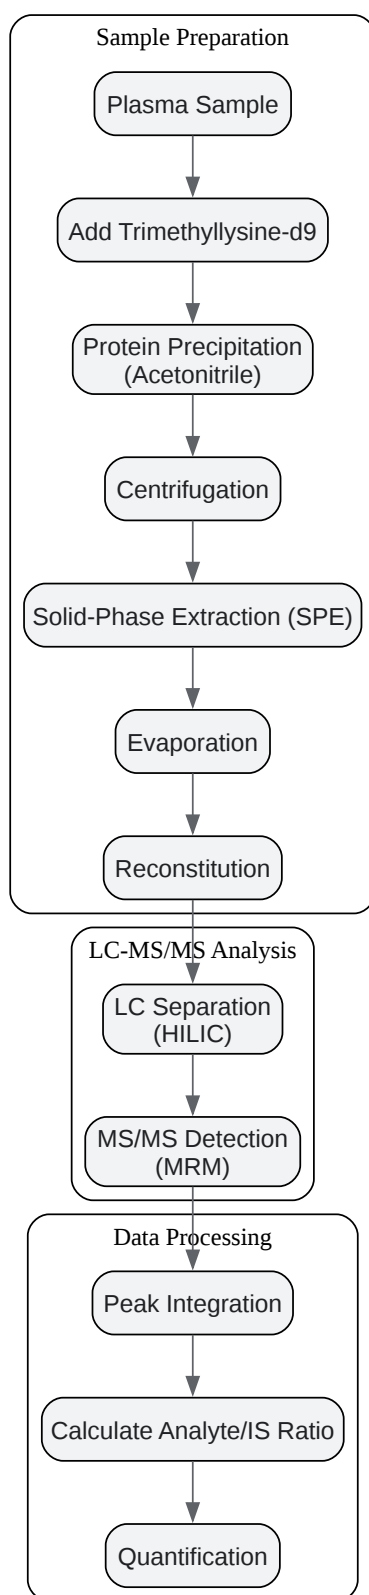 Sample Preparation
Plasma Sample
Add Trimethyllysine-d9
Protein Precipitation
(Acetonitrile)
Centrifugation
Solid-Phase Extraction (SPE)
Evaporation
Reconstitution
LC-MS/MS Analysis
LC Separation
(HILIC)
MS/MS Detection
(MRM)
Data Processing
Peak Integration
Calculate Analyte/IS Ratio
Quantification